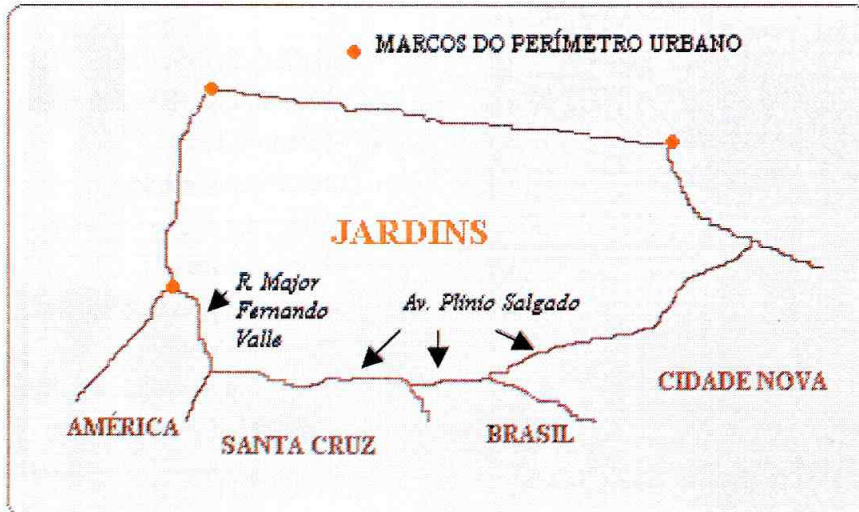 MARCOS DO PERÍMETRO URBANO
JARDINS
R. Major
Fernando
Valle
Av. Plinio Salgado
CIDADE NOVA
AMÉRICA
SANTA CRUZ
BRASIL